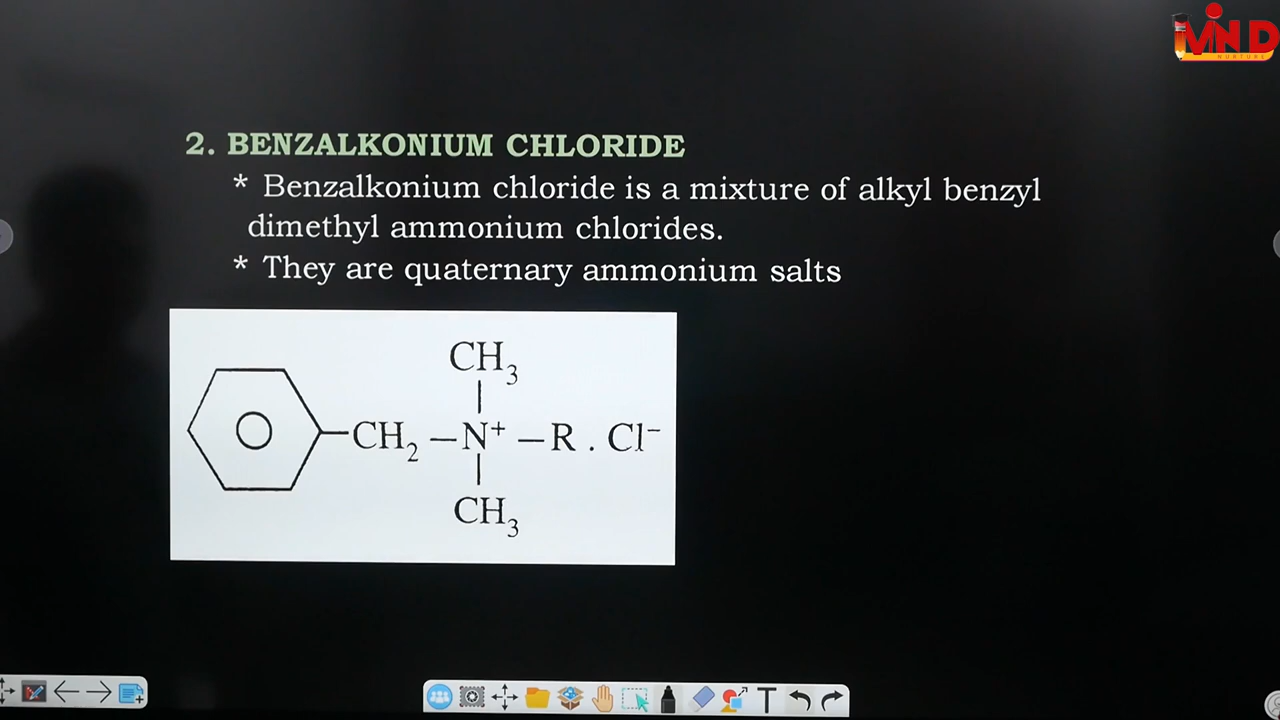 MIND
NURTURE
2. BENZALKONIUM CHLORIDE
* Benzalkonium chloride is a mixture of alkyl benzyl
dimethyl ammonium chlorides.
* They are quaternary ammonium salts
CH₃
CH₂ – N⁺ – R . Cl⁻
CH₃
T